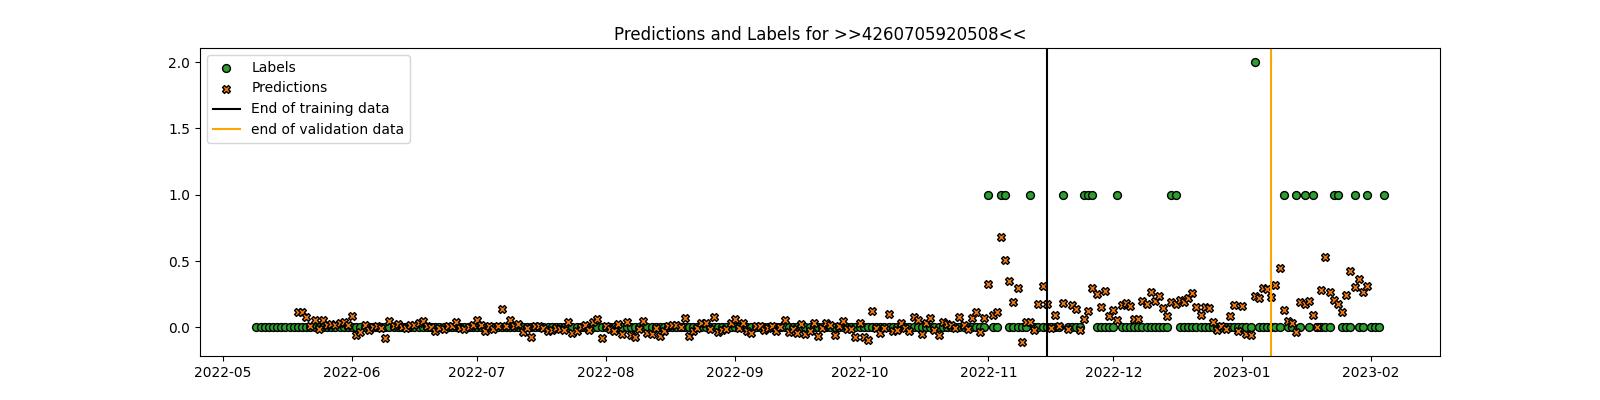 Predictions and Labels for >>4260705920508<<
Labels
Predictions
End of training data
end of validation data
2.0
1.5
1.0
0.5
0.0
2022-05 2022-06 2022-07 2022-08 2022-09 2022-10 2022-11 2022-12 2023-01 2023-02